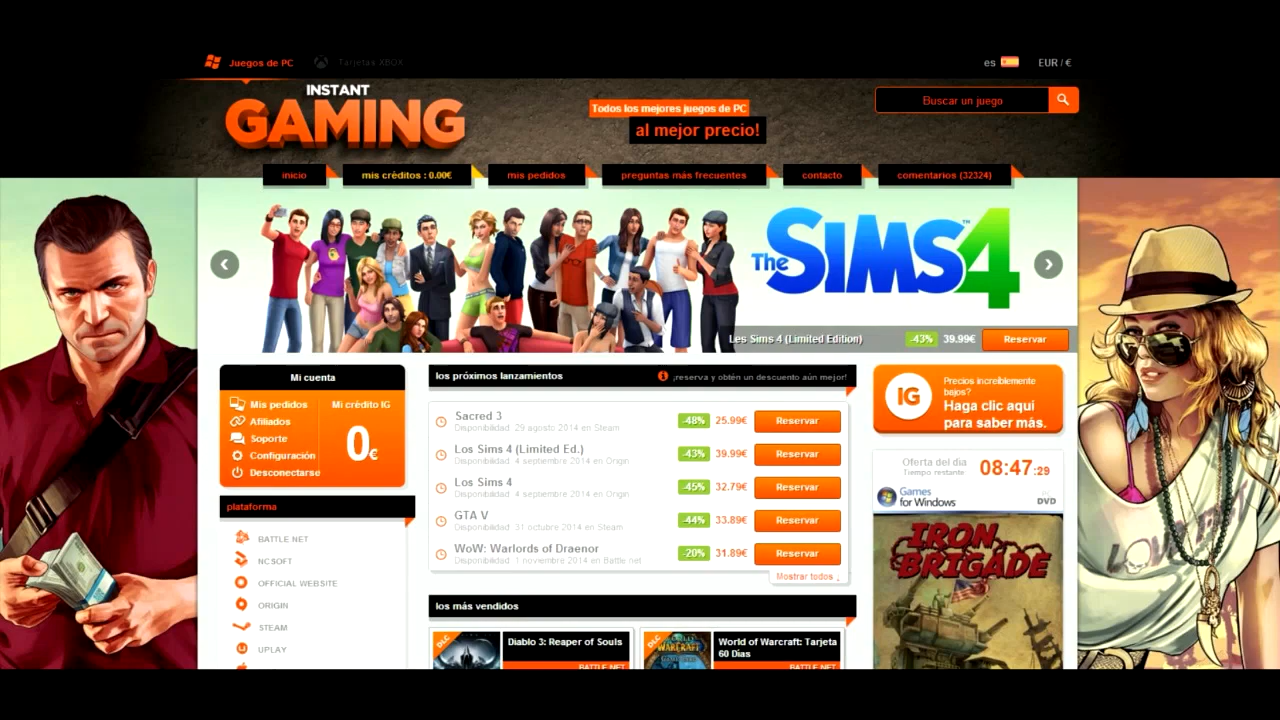 Juegos de PC
Tarjetas XBOX
es
EUR / €
INSTANT
GAMING
Todos los mejores juegos de PC
al mejor precio!
Buscar un juego
inicio
mis créditos : 0.00€
mis pedidos
preguntas más frecuentes
contacto
comentarios (32324)
The SIMS 4
Les Sims 4 (Limited Edition)
-43%
39.99€
Reservar
Mi cuenta
Mis pedidos
Afiliados
Soporte
Configuración
Desconectarse
Mi crèdito IG
0€
plataforma
BATTLE NET
NCSOFT
OFFICIAL WEBSITE
ORIGIN
STEAM
UPLAY
los próximos lanzamientos
¡reserva y obtén un descuento aún mejor!
Sacred 3
Disponibilidad 29 agosto 2014 en Steam
-48% 25.99€ Reservar
Los Sims 4 (Limited Ed.)
Disponibilidad 4 septiembre 2014 en Origin
-43% 39.99€ Reservar
Los Sims 4
Disponibilidad 4 septiembre 2014 en Origin
-45% 32.79€ Reservar
GTA V
Disponibilidad 31 octubre 2014 en Steam
-44% 33.89€ Reservar
WoW: Warlords of Draenor
Disponibilidad 1 noviembre 2014 en Battle net
-20% 31.89€ Reservar
Mostrar todos
los más vendidos
DLC
Diablo 3: Reaper of Souls
BATTLE.NET
DLC
WORLD WARCRAFT
World of Warcraft: Tarjeta
60 Dias
BATTLE.NET
IG
Precios increiblemente
bajos?
Haga clic aqui
para saber más.
Oferta del dia
Tiempo restante
08:47:29
Games
for Windows
PC
DVD
IRON
BRIGADE